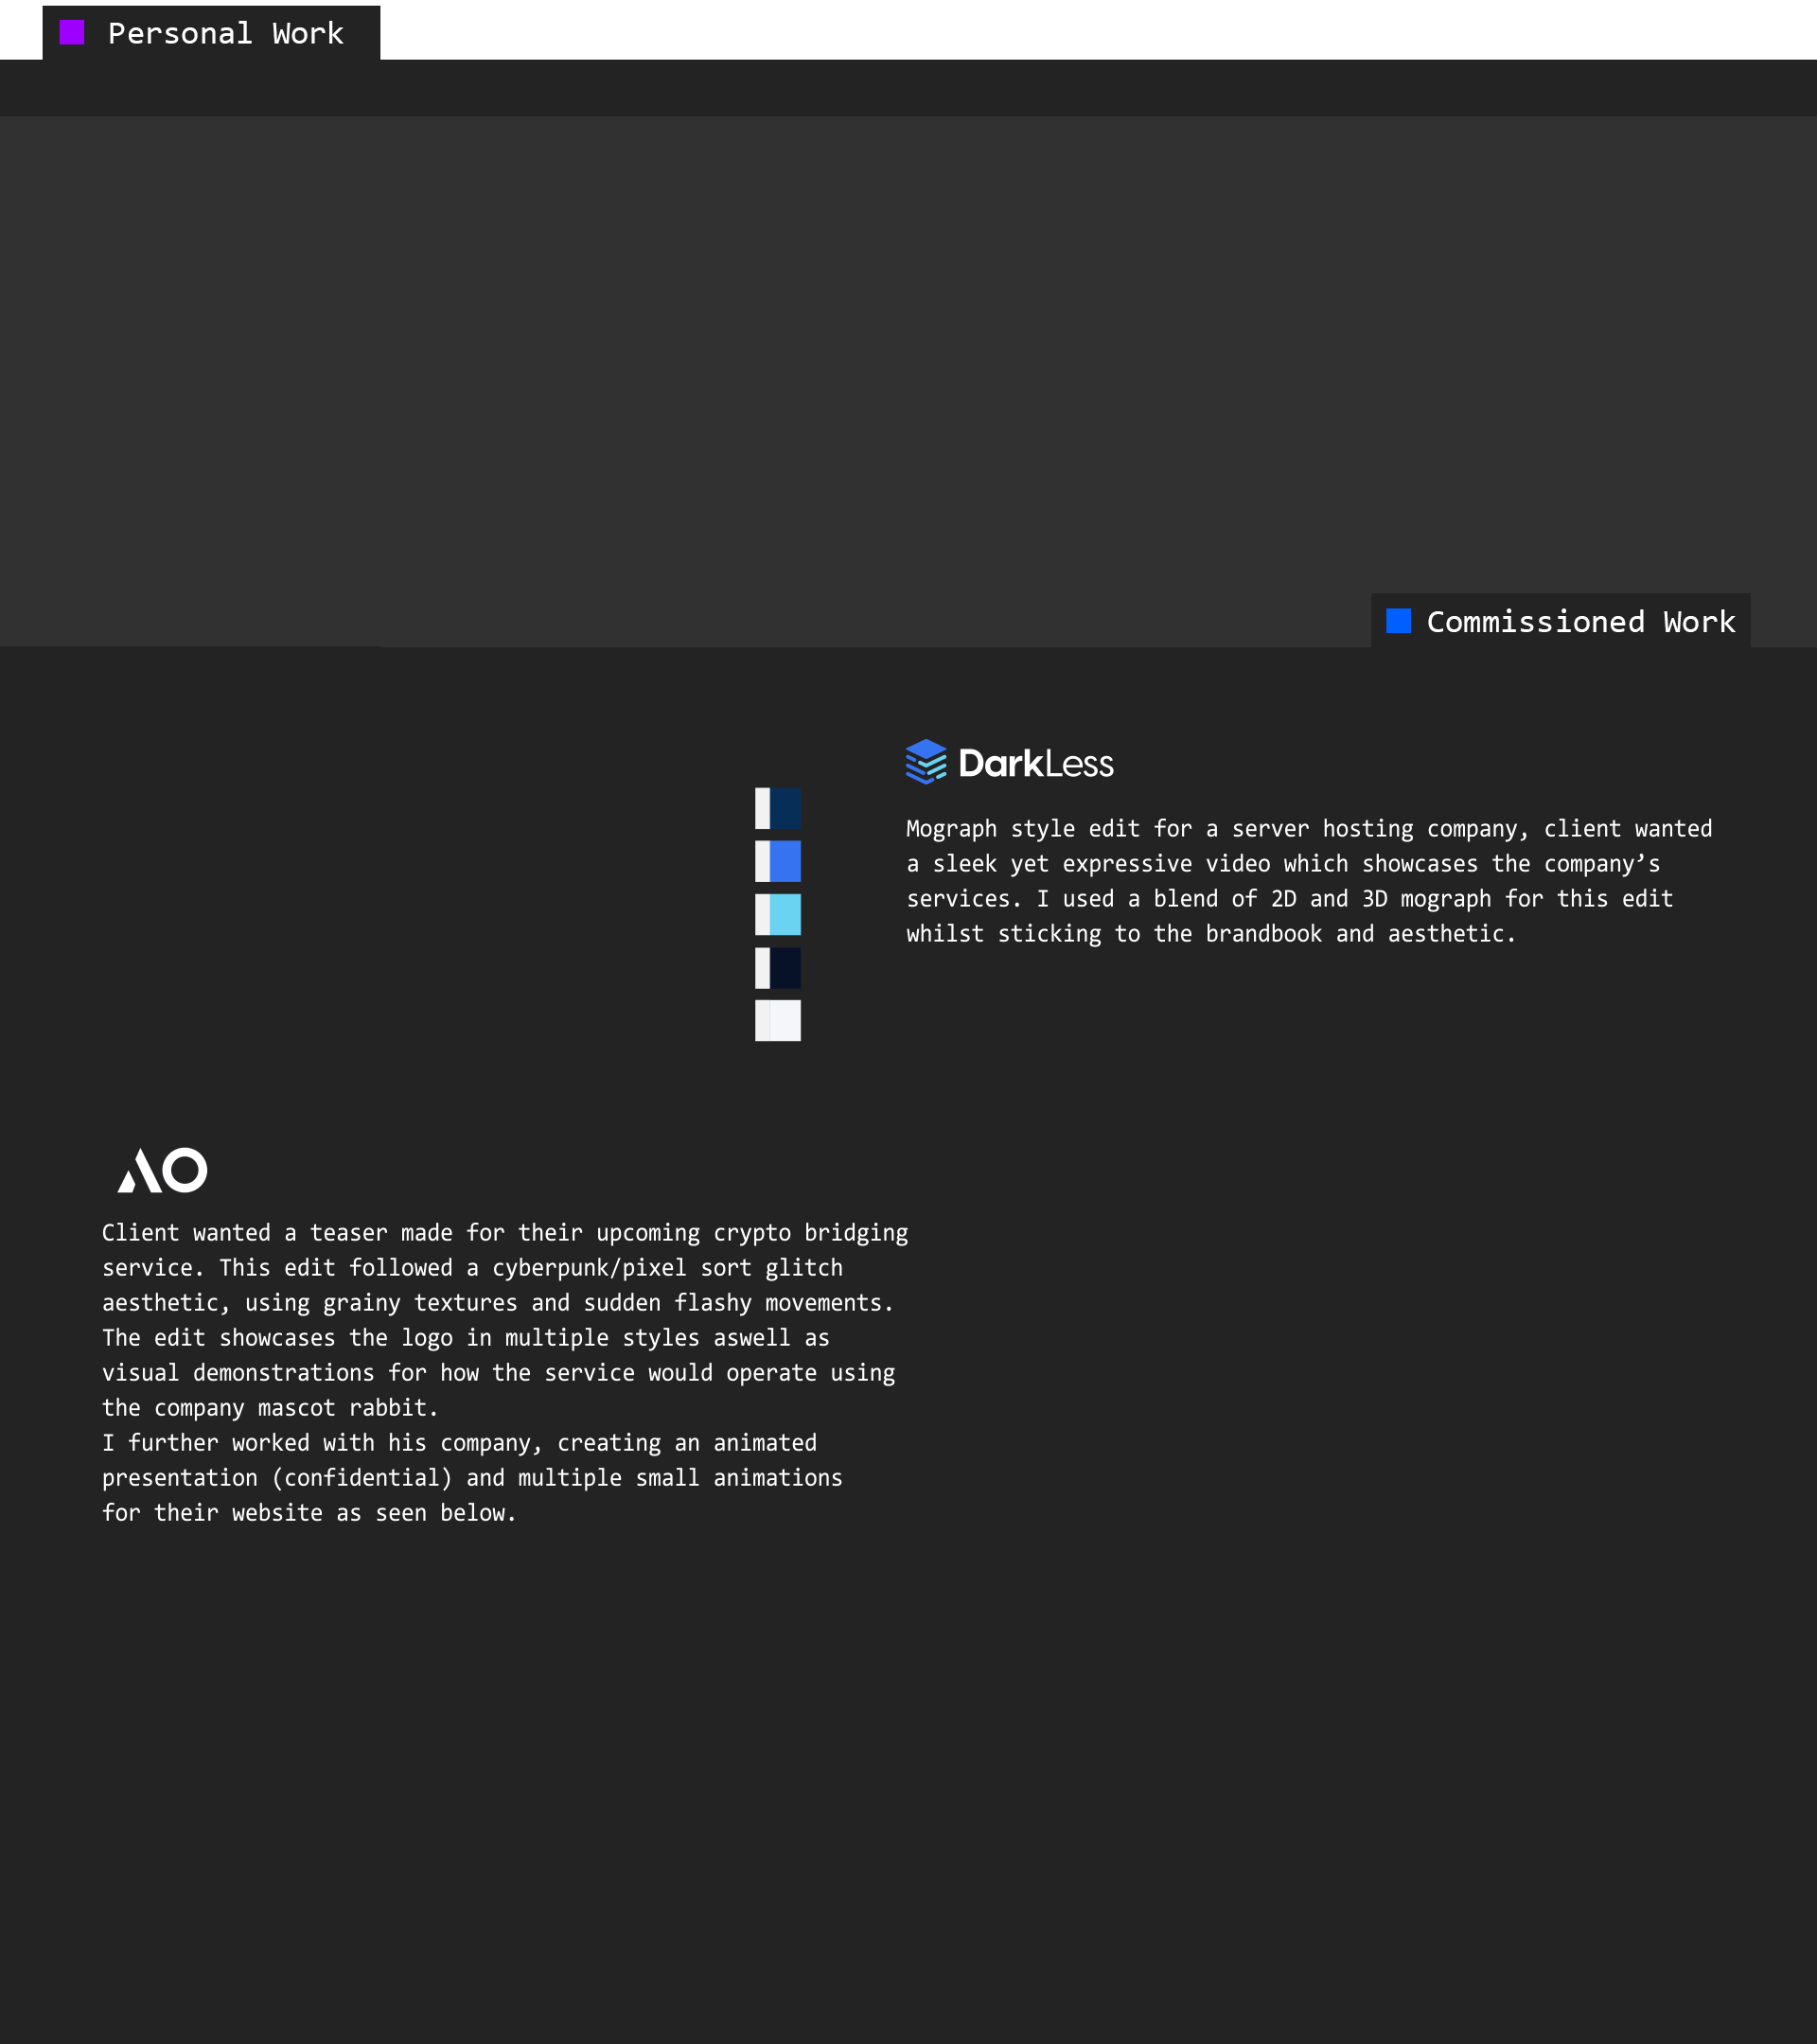 Personal Work
Commissioned Work
DarkLess
Mograph style edit for a server hosting company, client wanted
a sleek yet expressive video which showcases the company’s
services. I used a blend of 2D and 3D mograph for this edit
whilst sticking to the brandbook and aesthetic.
AO
Client wanted a teaser made for their upcoming crypto bridging
service. This edit followed a cyberpunk/pixel sort glitch
aesthetic, using grainy textures and sudden flashy movements.
The edit showcases the logo in multiple styles aswell as
visual demonstrations for how the service would operate using
the company mascot rabbit.
I further worked with his company, creating an animated
presentation (confidential) and multiple small animations
for their website as seen below.